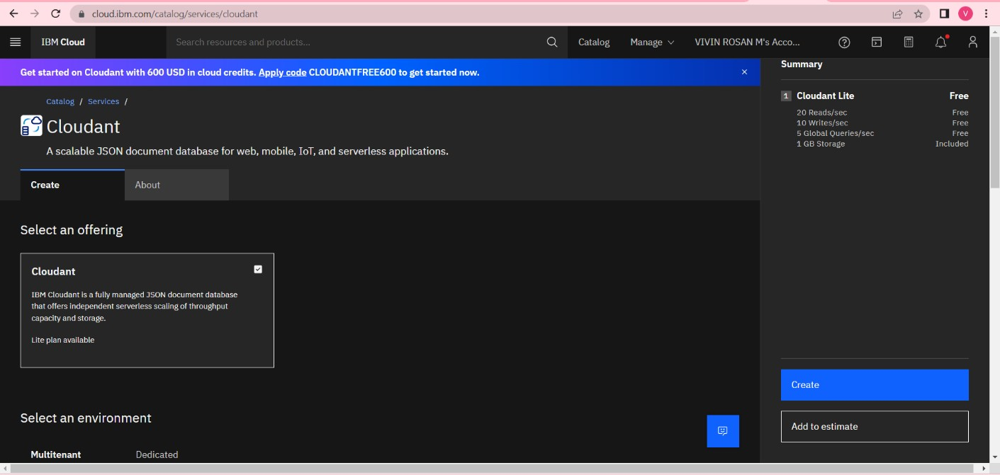 cloud.ibm.com/catalog/services/cloudant
V
IBM Cloud
Search resources and products...
Catalog
Manage
VIVIN ROSAN M's Acco...
Get started on Cloudant with 600 USD in cloud credits. Apply code CLOUDANTFREE600 to get started now.
Catalog / Services /
Cloudant
A scalable JSON document database for web, mobile, IoT, and serverless applications.
Create
About
Select an offering
Cloudant
IBM Cloudant is a fully managed JSON document database
that offers independent serverless scaling of throughput
capacity and storage.
Lite plan available
Select an environment
Multitenant
Dedicated
Summary
1 Cloudant Lite Free
20 Reads/sec Free
10 Writes/sec Free
5 Global Queries/sec Free
1 GB Storage Included
Create
Add to estimate